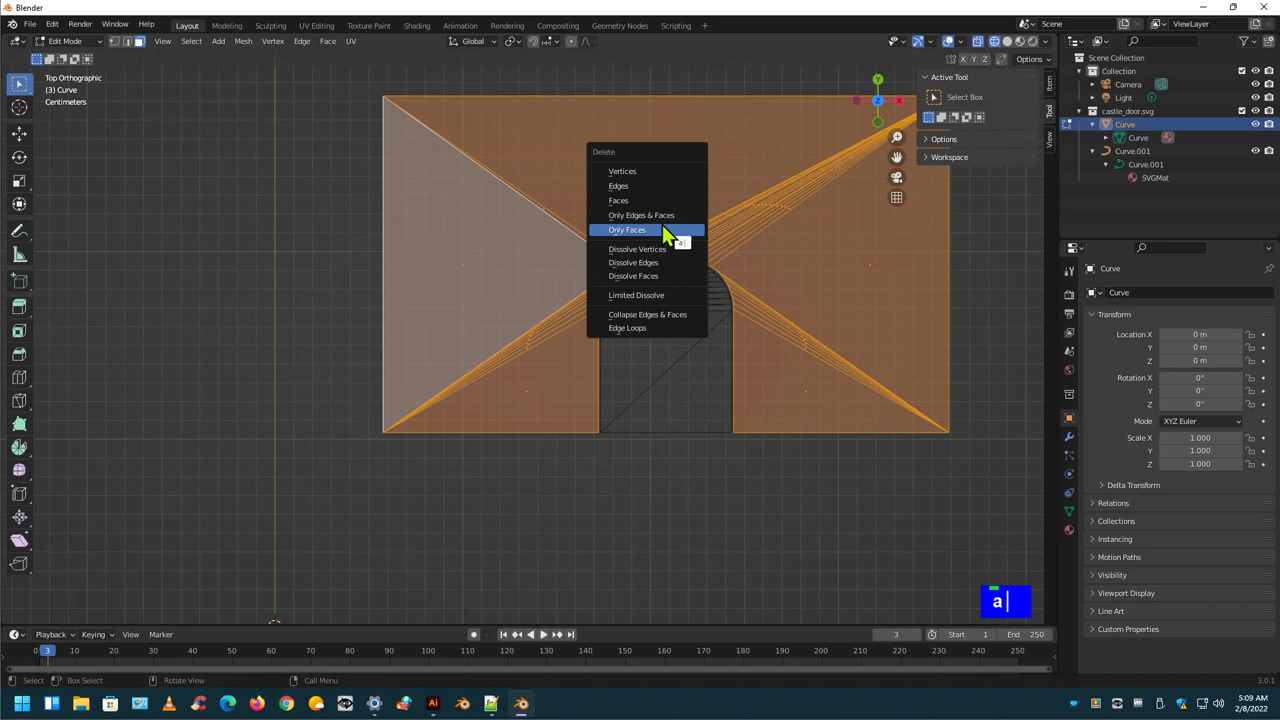 Blender
File Edit Render Window Help
Layout Modeling Sculpting UV Editing Texture Paint Shading Animation Rendering Compositing Geometry Nodes Scripting +
Scene
ViewLayer
Edit Mode
View Select Add Mesh Vertex Edge Face UV
Global
X Y Z Options
Top Orthographic
(3) Curve
Centimeters
Y
X
Z
Active Tool
Select Box
Options
Workspace
Item
Tool
View
Delete
Vertices
Edges
Faces
Only Edges & Faces
Only Faces
a
Dissolve Vertices
Dissolve Edges
Dissolve Faces
Limited Dissolve
Collapse Edges & Faces
Edge Loops
a
Scene Collection
Collection
Camera
Light
castle_door.svg
Curve
Curve
Curve.001
Curve.001
SVGMat
Curve
Curve
Transform
Location X 0 m
Y 0 m
Z 0 m
Rotation X 0°
Y 0°
Z 0°
Mode XYZ Euler
Scale X 1.000
Y 1.000
Z 1.000
Delta Transform
Relations
Collections
Instancing
Motion Paths
Visibility
Viewport Display
Line Art
Custom Properties
Playback Keying View Marker
3 Start 1 End 250
3 10 20 30 40 50 60 70 80 90 100 110 120 130 140 150 160 170 180 190 200 210 220 230 240 250
Select Box Select Rotate View Call Menu
3.0.1
Ai
5:09 AM
2/8/2022